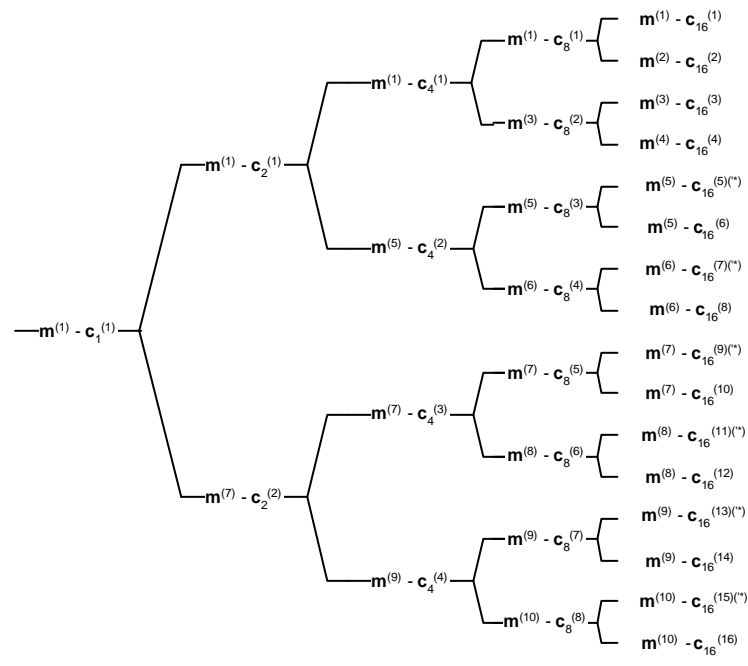 m(1) - c16(1)
m(1) - c8(1)
m(2) - c16(2)
m(1) - c4(1)
m(3) - c16(3)
m(3) - c8(2)
m(4) - c16(4)
m(1) - c2(1)
m(5) - c16(5)('*)
m(5) - c8(3)
m(5) - c16(6)
m(5) - c4(2)
m(6) - c16(7)('*)
m(6) - c8(4)
m(6) - c16(8)
m(1) - c1(1)
m(7) - c16(9)('*)
m(7) - c8(5)
m(7) - c16(10)
m(7) - c4(3)
m(8) - c16(11)('*)
m(8) - c8(6)
m(8) - c16(12)
m(7) - c2(2)
m(9) - c16(13)('*)
m(9) - c8(7)
m(9) - c16(14)
m(9) - c4(4)
m(10) - c16(15)('*)
m(10) - c8(8)
m(10) - c16(16)